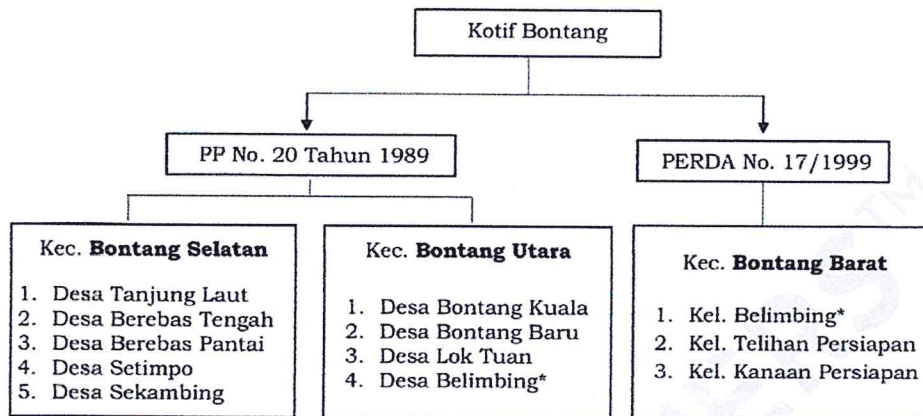 Kotif Bontang
PP No. 20 Tahun 1989
PERDA No. 17/1999
Kec. Bontang Selatan
1. Desa Tanjung Laut
2. Desa Berebas Tengah
3. Desa Berebas Pantai
4. Desa Setimpo
5. Desa Sekambing
Kec. Bontang Utara
1. Desa Bontang Kuala
2. Desa Bontang Baru
3. Desa Lok Tuan
4. Desa Belimbing*
Kec. Bontang Barat
1. Kel. Belimbing*
2. Kel. Telihan Persiapan
3. Kel. Kanaan Persiapan